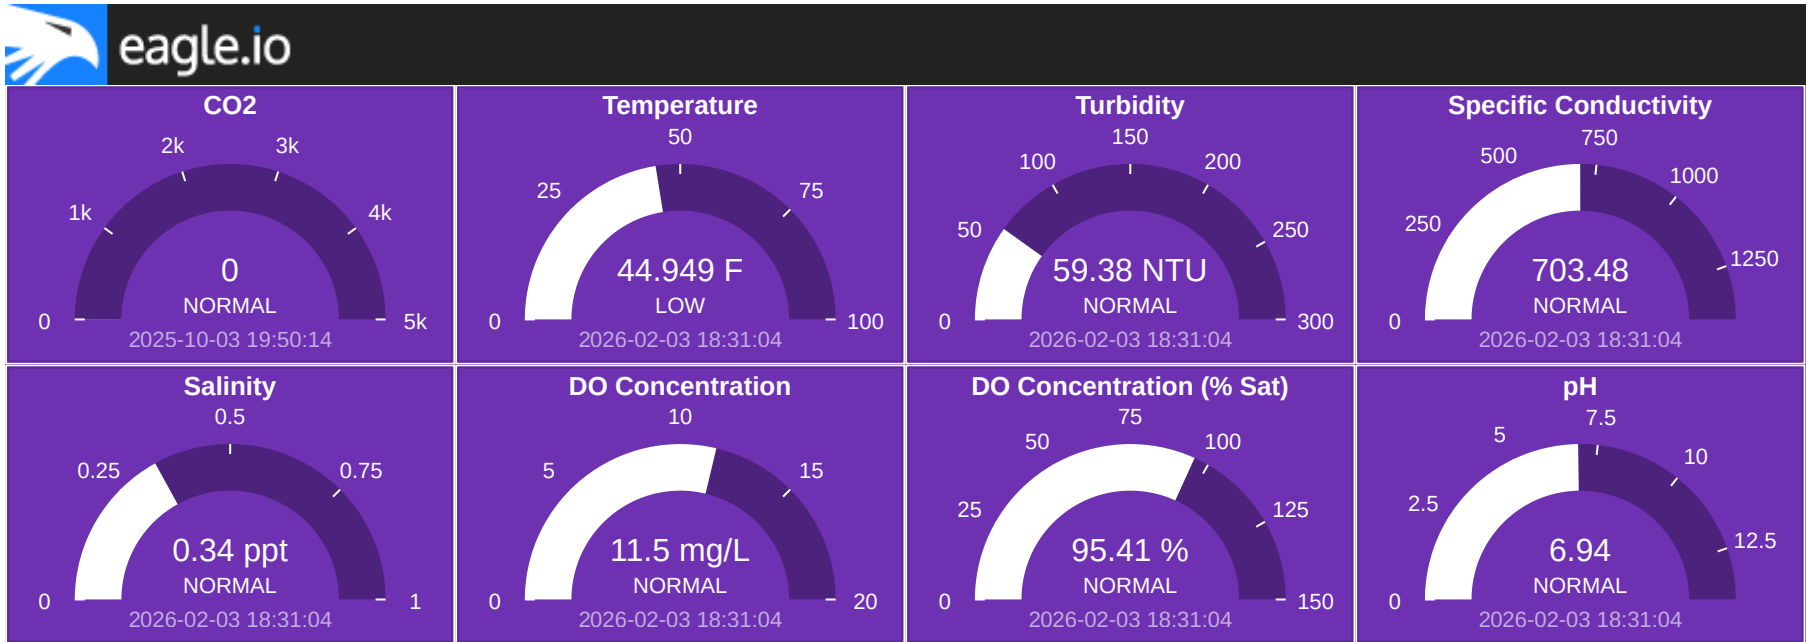 eagle.io
CO2
2k
3k
1k
4k
0
NORMAL
0
5k
2025-10-03 19:50:14
Temperature
50
25
75
44.949 F
LOW
0
100
2026-02-03 18:31:04
Turbidity
150
100
200
50
250
59.38 NTU
NORMAL
0
300
2026-02-03 18:31:04
Specific Conductivity
750
500
1000
250
1250
703.48
NORMAL
0
2026-02-03 18:31:04
Salinity
0.5
0.25
0.75
0.34 ppt
NORMAL
0
1
2026-02-03 18:31:04
DO Concentration
10
5
15
11.5 mg/L
NORMAL
0
20
2026-02-03 18:31:04
DO Concentration (% Sat)
75
50
100
25
125
95.41 %
NORMAL
0
150
2026-02-03 18:31:04
pH
7.5
5
10
2.5
12.5
6.94
NORMAL
0
2026-02-03 18:31:04